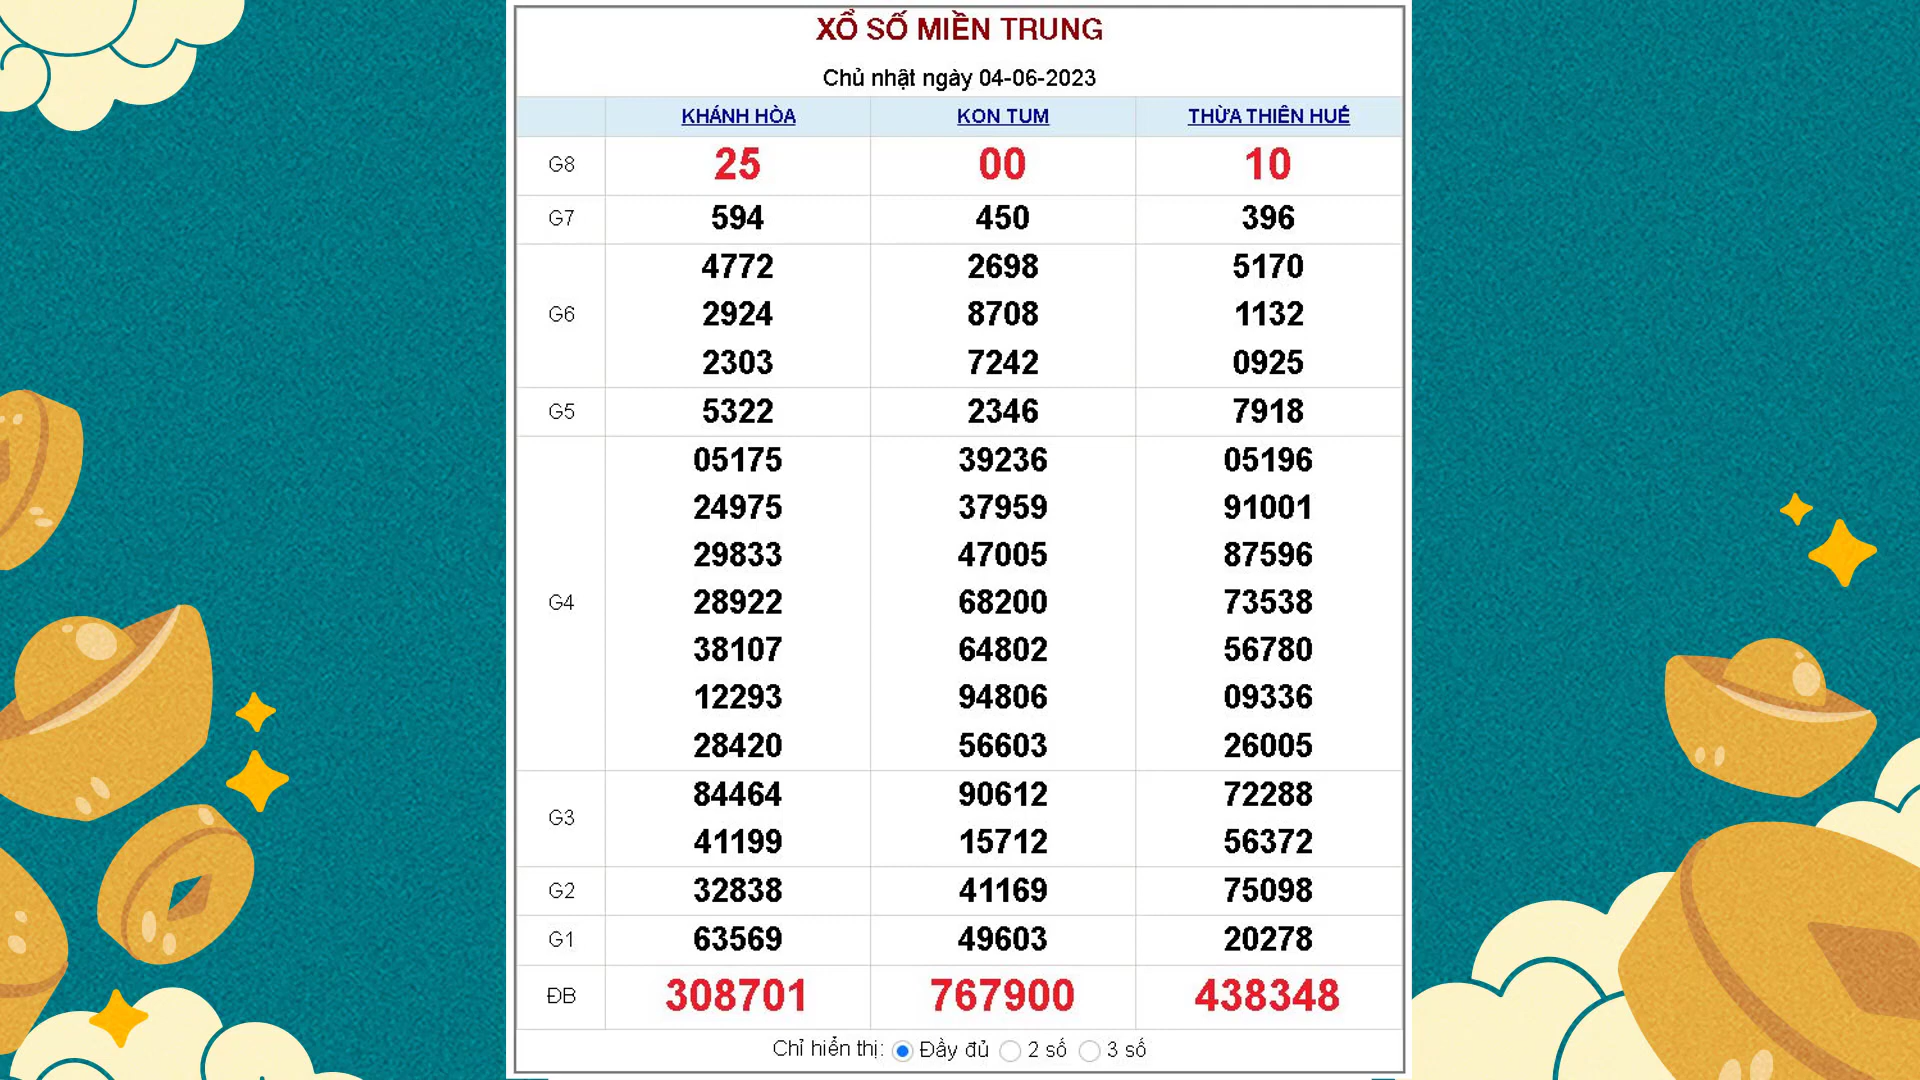 XỔ SỐ MIỀN TRUNG
Chủ nhật ngày 04-06-2023
KHÁNH HÒA KON TUM THỪA THIÊN HUẾ
G8 25 00 10
G7 594 450 396
4772 2698 5170
G6 2924 8708 1132
2303 7242 0925
G5 5322 2346 7918
05175 39236 05196
24975 37959 91001
29833 47005 87596
G4 28922 68200 73538
38107 64802 56780
12293 94806 09336
28420 56603 26005
84464 90612 72288
G3
41199 15712 56372
G2 32838 41169 75098
G1 63569 49603 20278
ĐB 308701 767900 438348
Chỉ hiển thị: Đầy đủ 2 số 3 số